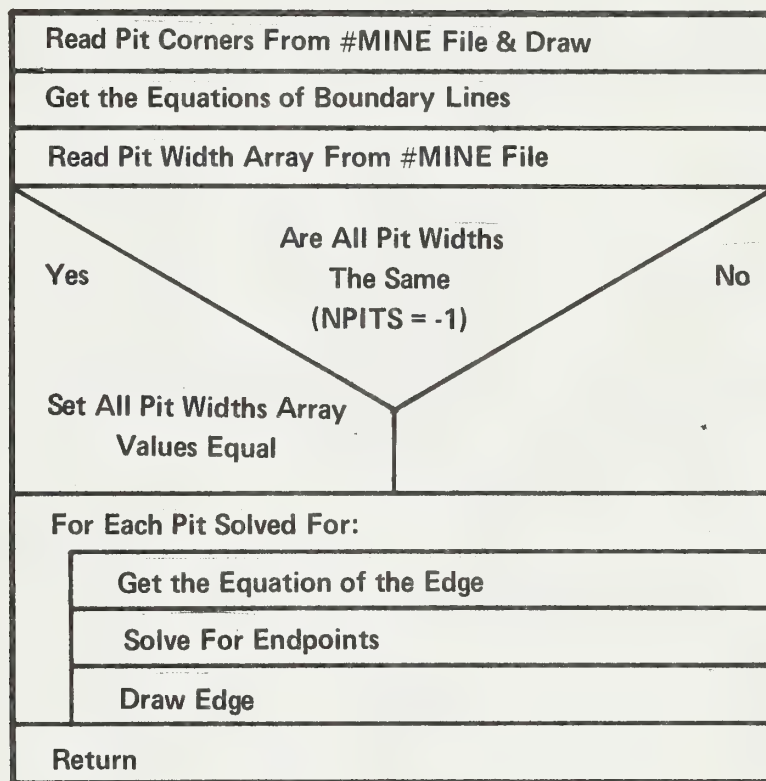 Read Pit Corners From #MINE File & Draw
Get the Equations of Boundary Lines
Read Pit Width Array From #MINE File
Are All Pit Widths
Yes
The Same
No
(NPITS = -1)
Set All Pit Widths Array
Values Equal
For Each Pit Solved For:
Get the Equation of the Edge
Solve For Endpoints
Draw Edge
Return